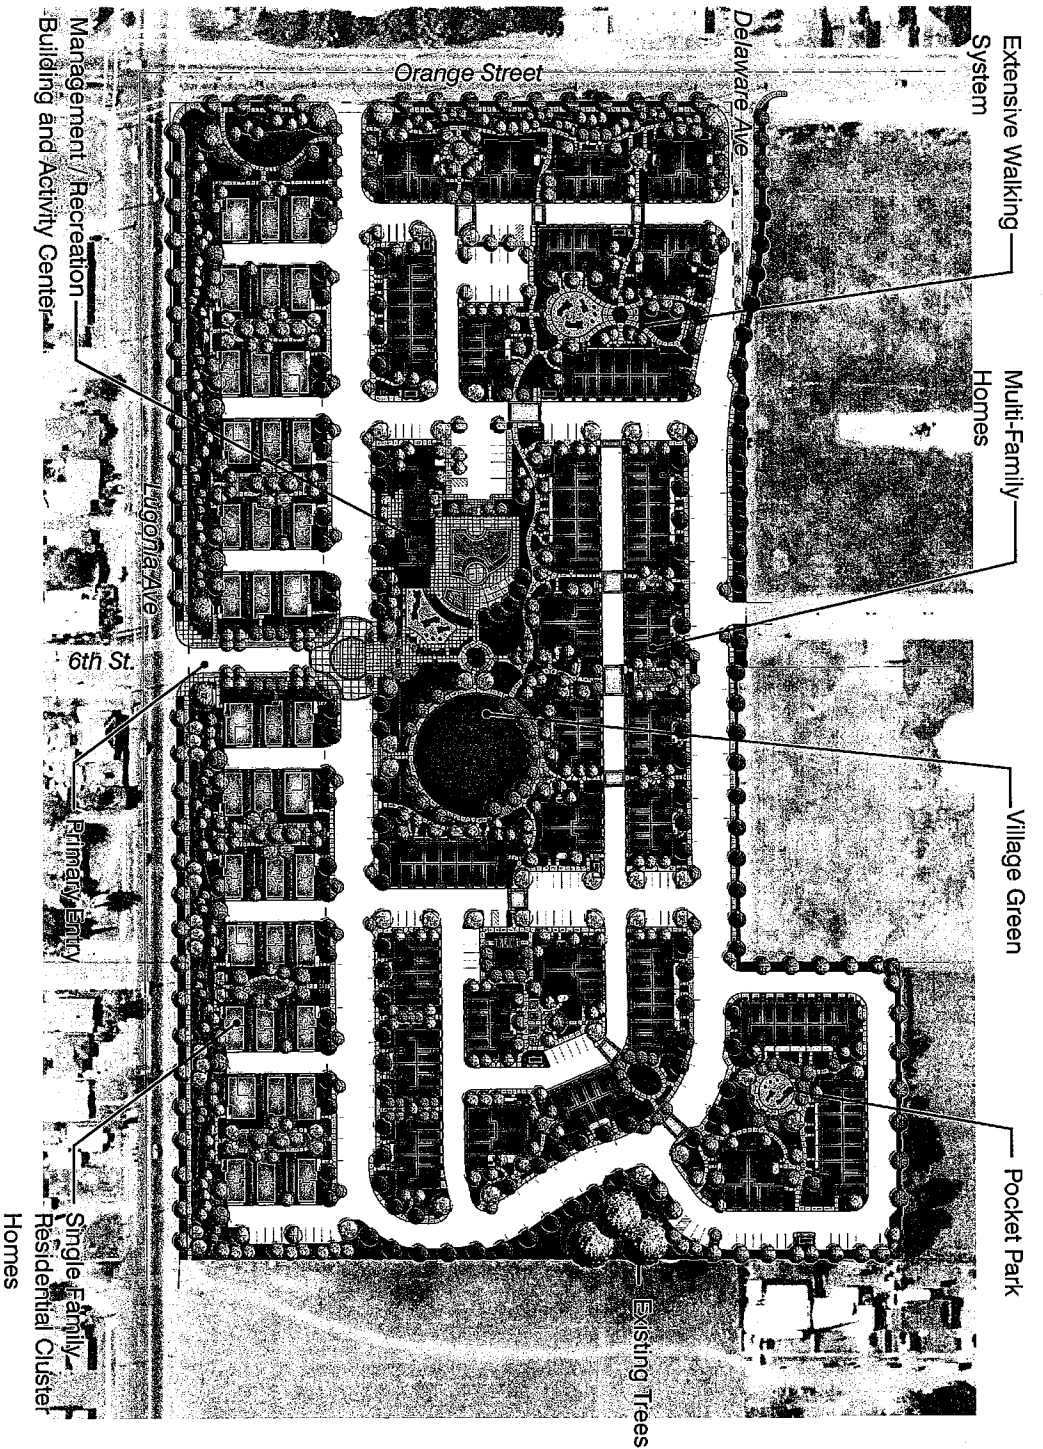 Extensive Walking
System
Multi-Family
Homes
Village Green
Pocket Park
Delaware Ave
Orange Street
Lugonia Ave
6th St.
Management / Recreation
Building and Activity Center
Primary Entry
Single Family
Residential Cluster
Homes
Existing Trees